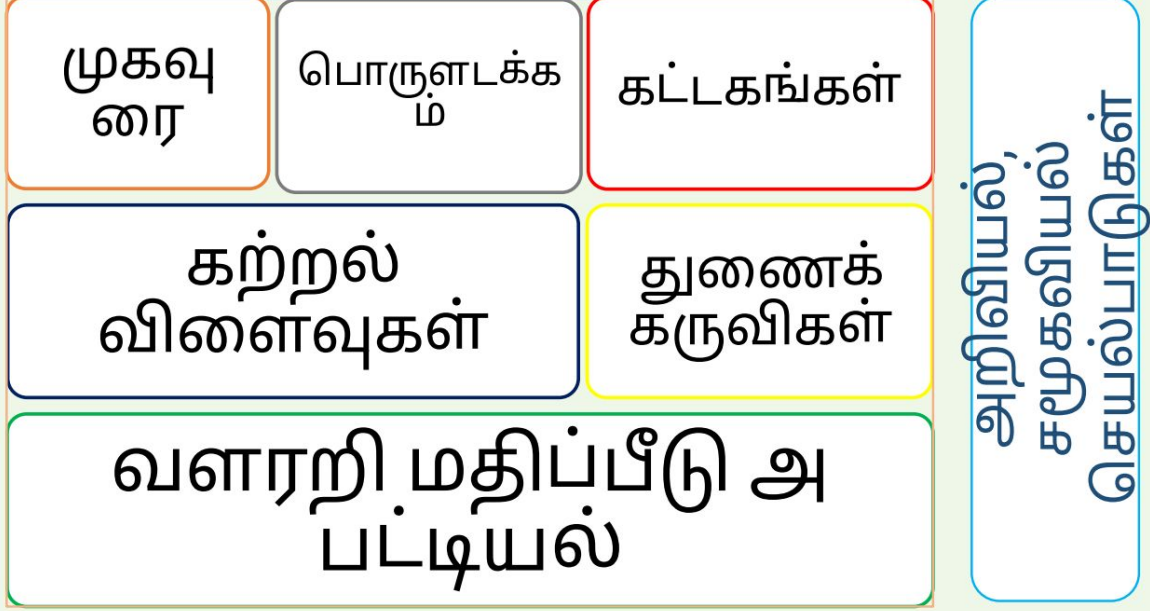 முகவு
ரை
பொருளடக்க
ம்
கட்டகங்கள்
கற்றல்
விளைவுகள்
துணைக்
கருவிகள்
வளரறி மதிப்பீடு அ
பட்டியல்
அறிவியல்,
சமூகவியல்
செயல்பாடுகள்